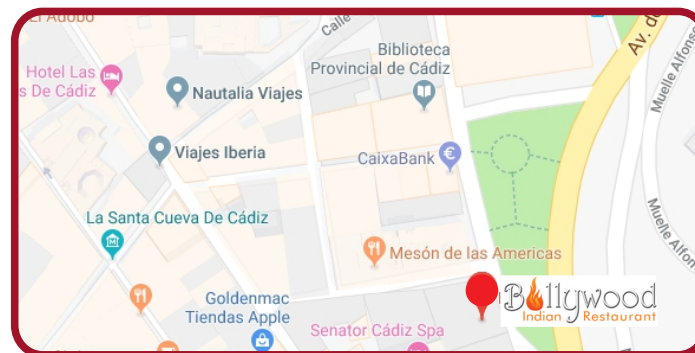 El Adobo
Calle
Av. de
Muelle Alfonso
Biblioteca
Provincial de Cádiz
Hotel Las
s De Cádiz
Nautalia Viajes
Viajes Iberia
CaixaBank
La Santa Cueva De Cádiz
Mesón de las Americas
Muelle Alfon
Goldenmac
Tiendas Apple
Bollywood
Indian Restaurant
Senator Cádiz Spa